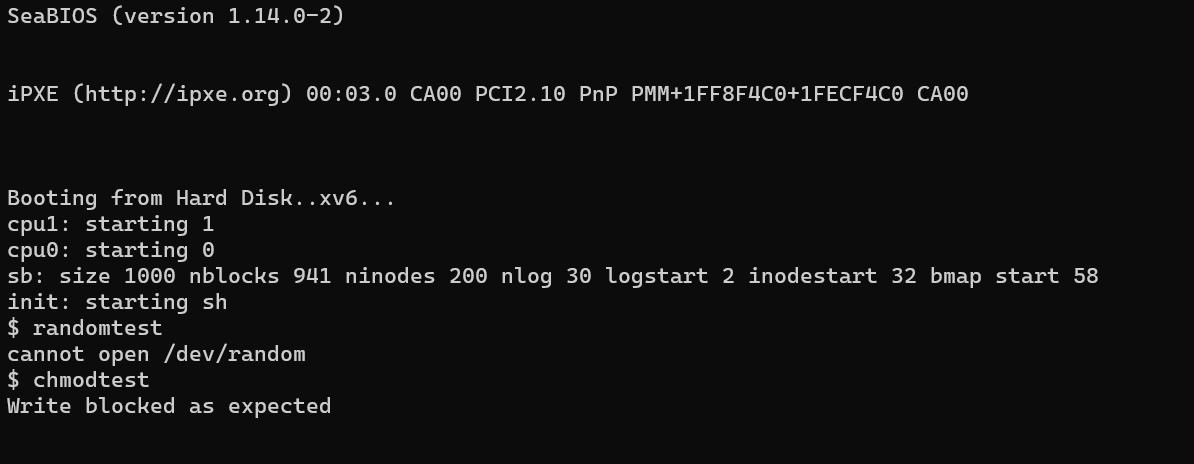 SeaBIOS (version 1.14.0-2)
iPXE (http://ipxe.org) 00:03.0 CA00 PCI2.10 PnP PMM+1FF8F4C0+1FECF4C0 CA00
Booting from Hard Disk..xv6...
cpu1: starting 1
cpu0: starting 0
sb: size 1000 nblocks 941 ninodes 200 nlog 30 logstart 2 inodestart 32 bmap start 58
init: starting sh
$ randomtest
cannot open /dev/random
$ chmodtest
Write blocked as expected